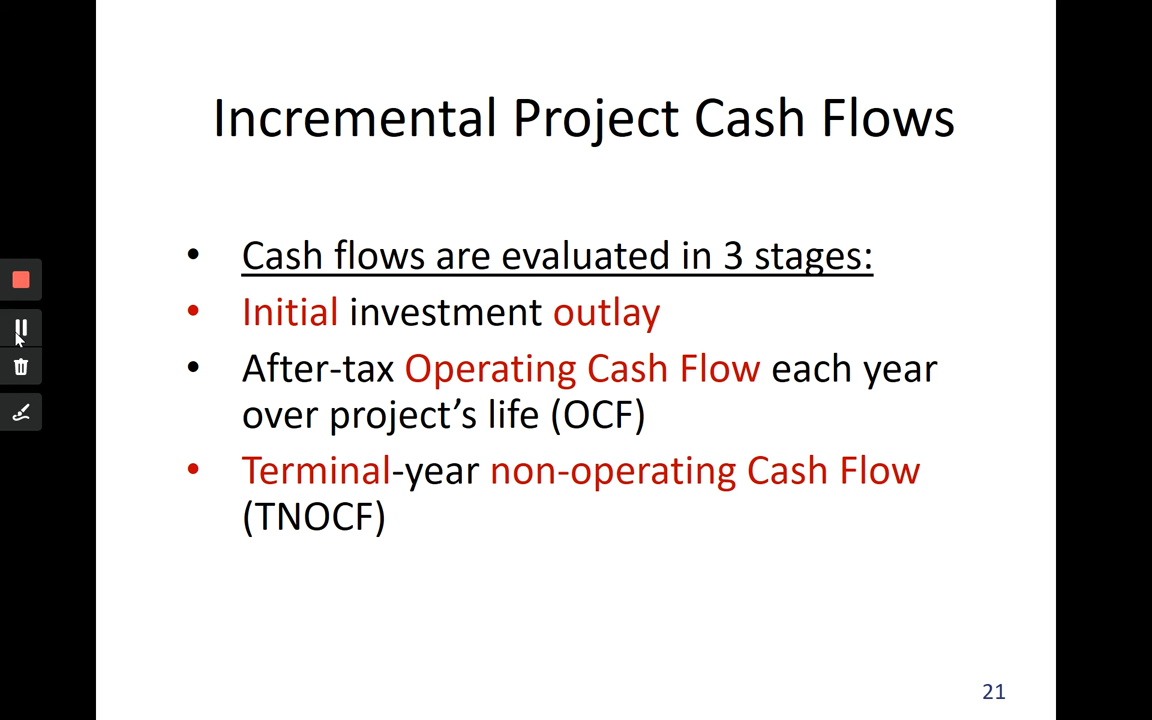 Incremental Project Cash Flows
• Cash flows are evaluated in 3 stages:
• Initial investment outlay
• After-tax Operating Cash Flow each year
over project’s life (OCF)
• Terminal-year non-operating Cash Flow
(TNOCF)
21